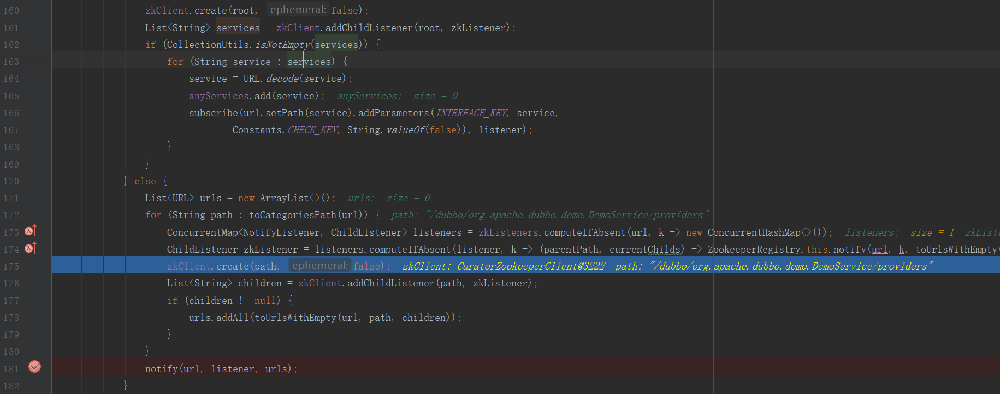 160 zkClient.create(root, ephemeral: false);
161 List<String> services = zkClient.addChildListener(root, zkListener);
162 if (CollectionUtils.isNotEmpty(services)) {
163 for (String service : services) {
164 service = URL.decode(service);
165 anyServices.add(service); anyServices: size = 0
166 subscribe(url.setPath(service).addParameters(INTERFACE_KEY, service,
167 Constants.CHECK_KEY, String.valueOf(false)), listener);
168 }
169 }
170 } else {
171 List<URL> urls = new ArrayList<>(); urls: size = 0
172 for (String path : toCategoriesPath(url)) { path: "/dubbo/org.apache.dubbo.demo.DemoService/providers"
173 ConcurrentMap<NotifyListener, ChildListener> listeners = zkListeners.computeIfAbsent(url, k -> new ConcurrentHashMap<>()); listeners: size = 1 zkListe
174 ChildListener zkListener = listeners.computeIfAbsent(listener, k -> (parentPath, currentChilds) -> ZookeeperRegistry.this.notify(url, k, toUrlsWithEmpty(
175 zkClient.create(path, ephemeral: false); zkClient: CuratorZookeeperClient@3222 path: "/dubbo/org.apache.dubbo.demo.DemoService/providers"
176 List<String> children = zkClient.addChildListener(path, zkListener);
177 if (children != null) {
178 urls.addAll(toUrlsWithEmpty(url, path, children));
179 }
180 }
181 notify(url, listener, urls);
182 }